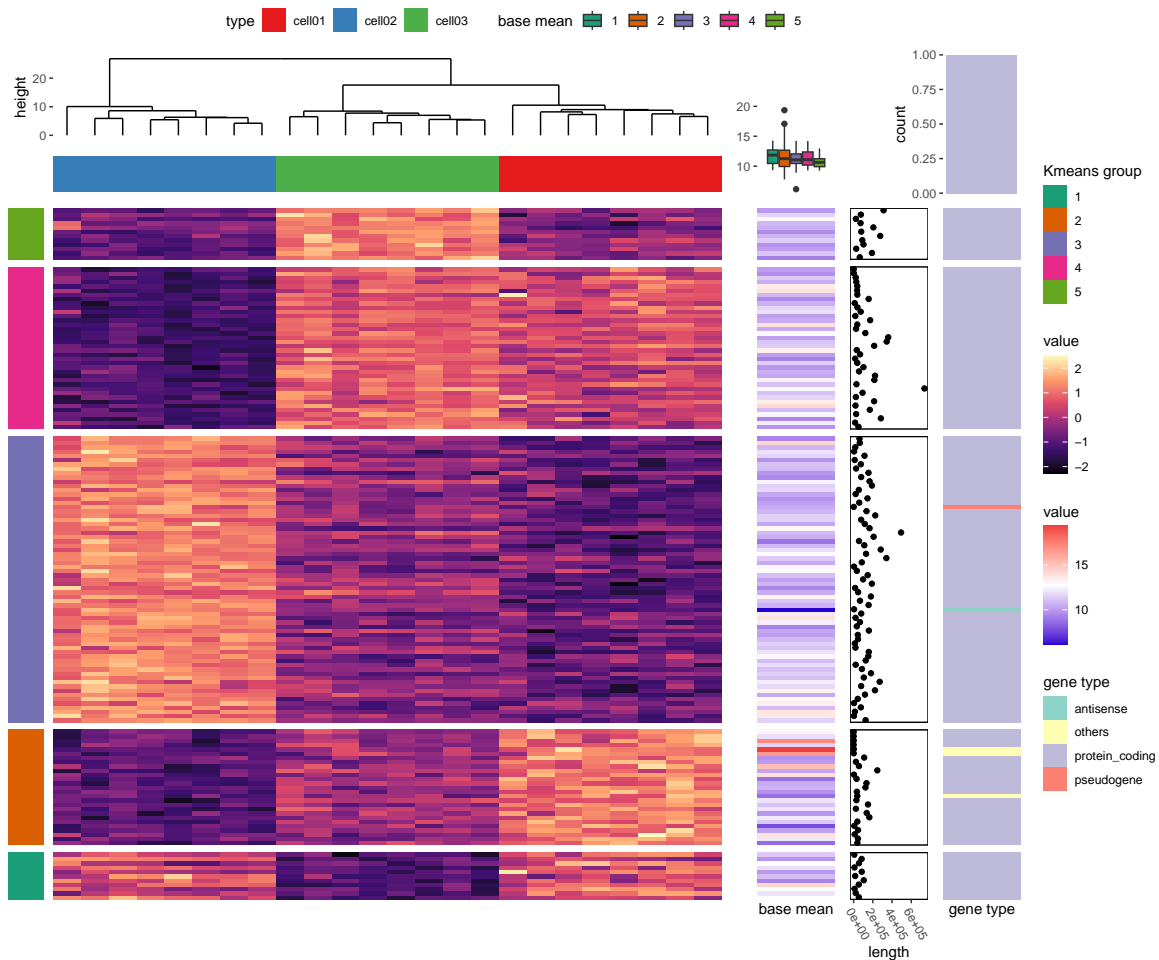 type cell01 cell02 cell03 base mean 1 2 3 4 5
height
20
10
0
20
15
10
count
1.00
0.75
0.50
0.25
0.00
Kmeans group
1
2
3
4
5
value
2
1
0
−1
−2
value
15
10
gene type
antisense
others
protein_coding
pseudogene
base mean
0e+00
2e+05
4e+05
6e+05
length
gene type